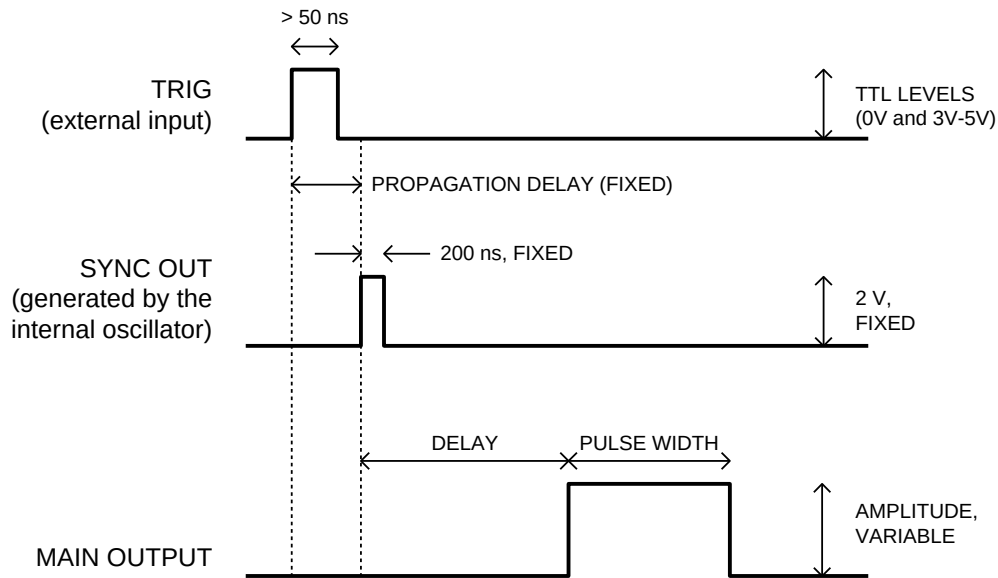 > 50 ns
TRIG
(external input)
TTL LEVELS
(0V and 3V-5V)
PROPAGATION DELAY (FIXED)
200 ns, FIXED
SYNC OUT
(generated by the
internal oscillator)
2 V,
FIXED
DELAY
PULSE WIDTH
AMPLITUDE,
VARIABLE
MAIN OUTPUT